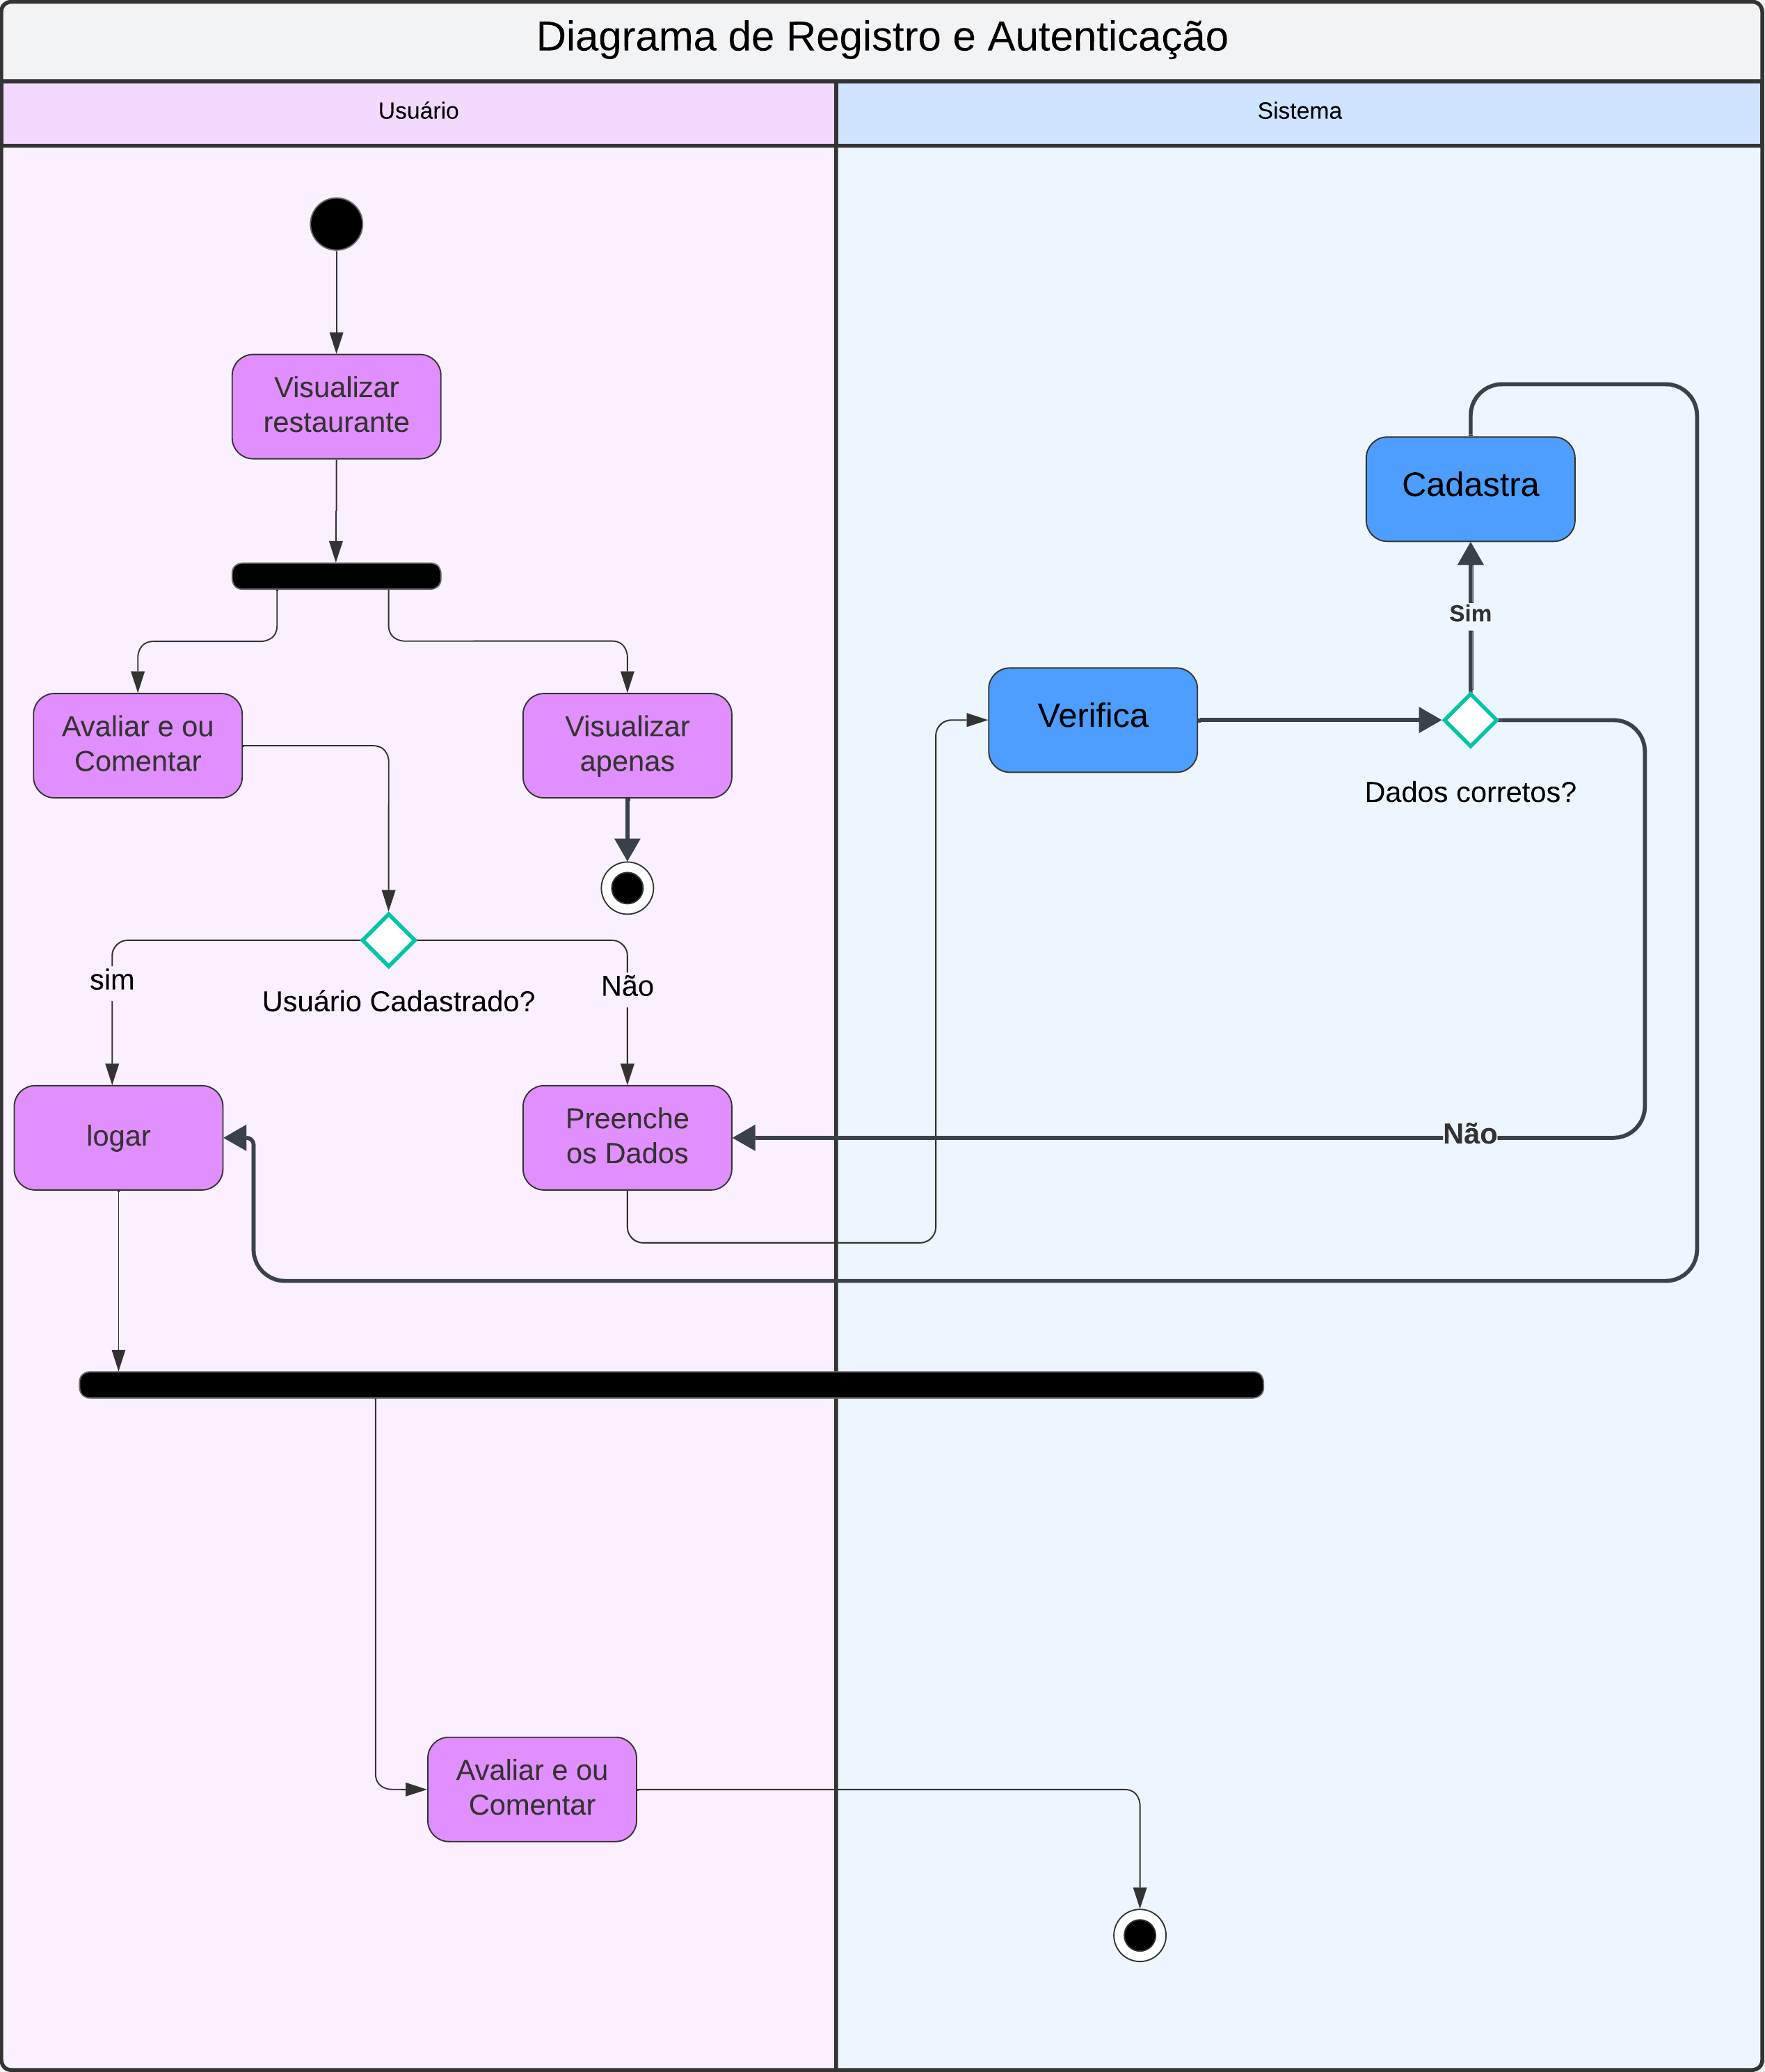 Diagrama de Registro e Autenticação
Usuário
Sistema
Visualizar
restaurante
Cadastra
Sim
Avaliar e ou
Comentar
Visualizar
apenas
Verifica
Dados corretos?
sim
Usuário Cadastrado?
Não
logar
Preenche
os Dados
Não
Avaliar e ou
Comentar